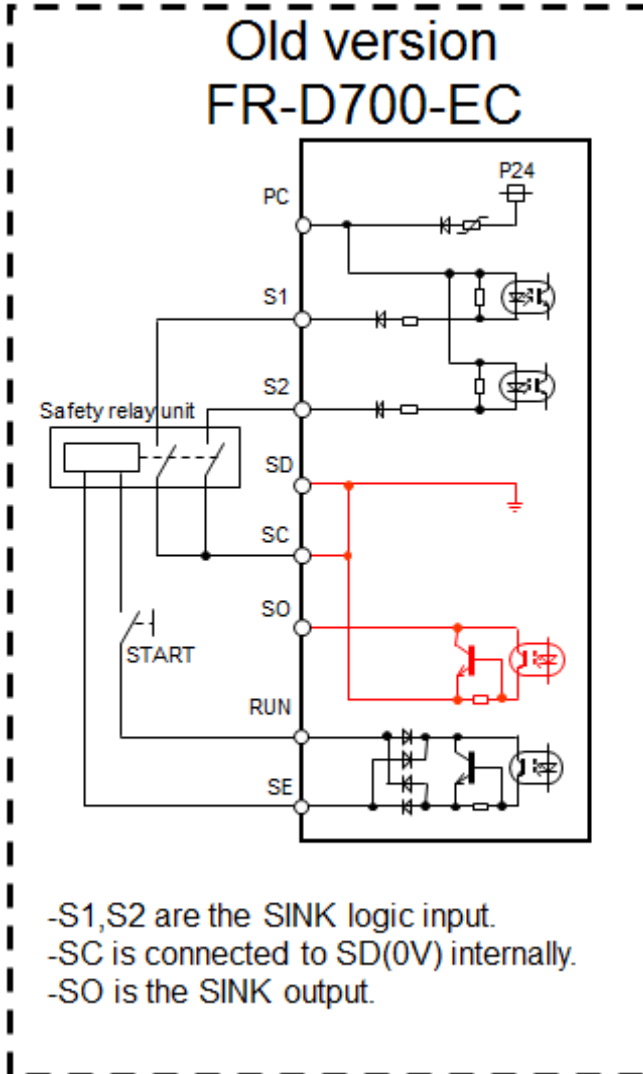 Old version
FR-D700-EC
P24
PC
S1
S2
Safety relay unit
SD
SC
SO
START
RUN
SE
-S1,S2 are the SINK logic input.
-SC is connected to SD(0V) internally.
-SO is the SINK output.